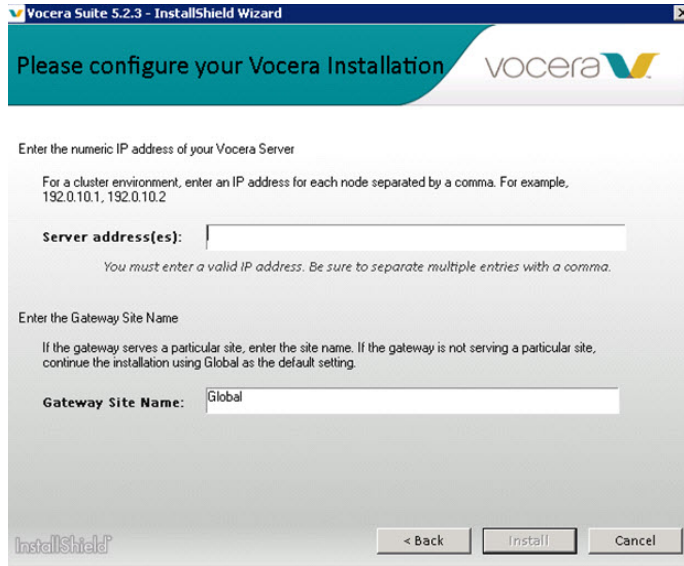 Vocera Suite 5.2.3 - InstallShield Wizard
Please configure your Vocera Installation
vocera
Enter the numeric IP address of your Vocera Server
For a cluster environment, enter an IP address for each node separated by a comma. For example,
192.0.10.1, 192.0.10.2
Server address(es):
You must enter a valid IP address. Be sure to separate multiple entries with a comma.
Enter the Gateway Site Name
If the gateway serves a particular site, enter the site name. If the gateway is not serving a particular site,
continue the installation using Global as the default setting.
Gateway Site Name: Global
InstallShield
< Back Install Cancel